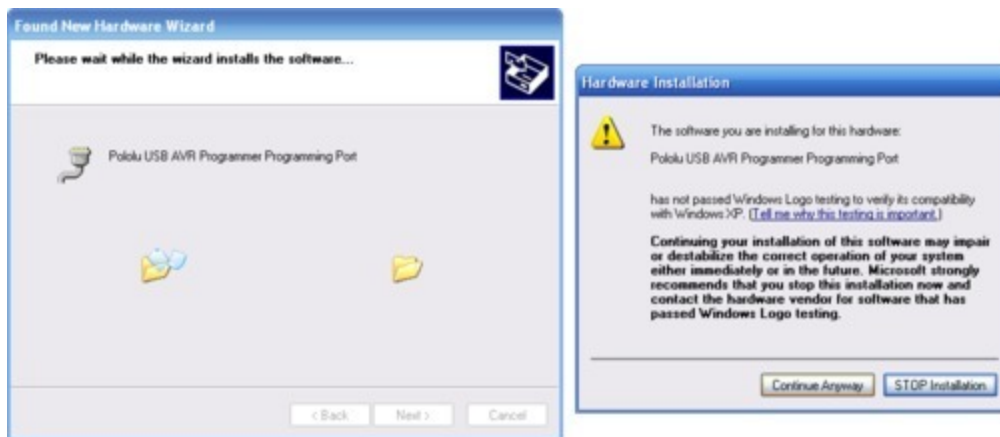 Found New Hardware Wizard
Please wait while the wizard installs the software...
Pololu USB AVR Programmer Programming Port
< Back
Next >
Cancel
Hardware Installation
The software you are installing for this hardware:
Pololu USB AVR Programmer Programming Port
has not passed Windows Logo testing to verify its compatibility
with Windows XP. (Tell me why this testing is important.)
Continuing your installation of this software may impair
or destabilize the correct operation of your system
either immediately or in the future. Microsoft strongly
recommends that you stop this installation now and
contact the hardware vendor for software that has
passed Windows Logo testing.
Continue Anyway
STOP Installation